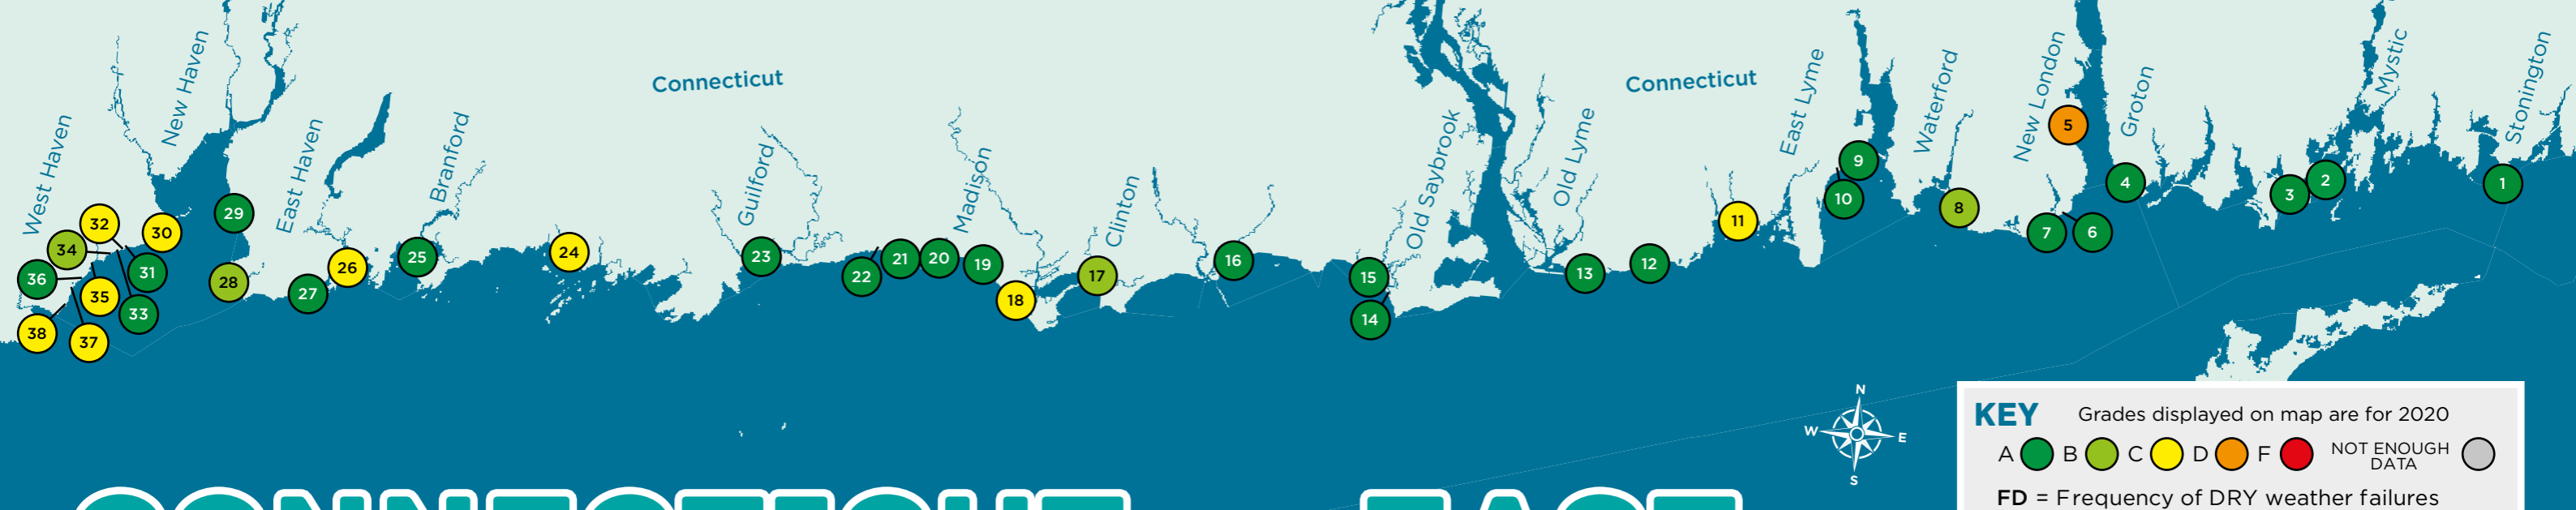 West Haven
New Haven
East Haven
Branford
Connecticut
Guilford
Madison
Clinton
Old Saybrook
Old Lyme
Connecticut
East Lyme
Waterford
New London
Groton
Mystic
Stonington
32
30
34
36
31
35
33
38
37
29
28
27
26
25
24
23
22
21
20
19
18
17
16
15
14
13
12
11
10
9
8
7
6
5
4
3
2
1
N
W E
S
KEY Grades displayed on map are for 2020
A B C D F NOT ENOUGH DATA
FD = Frequency of DRY weather failures